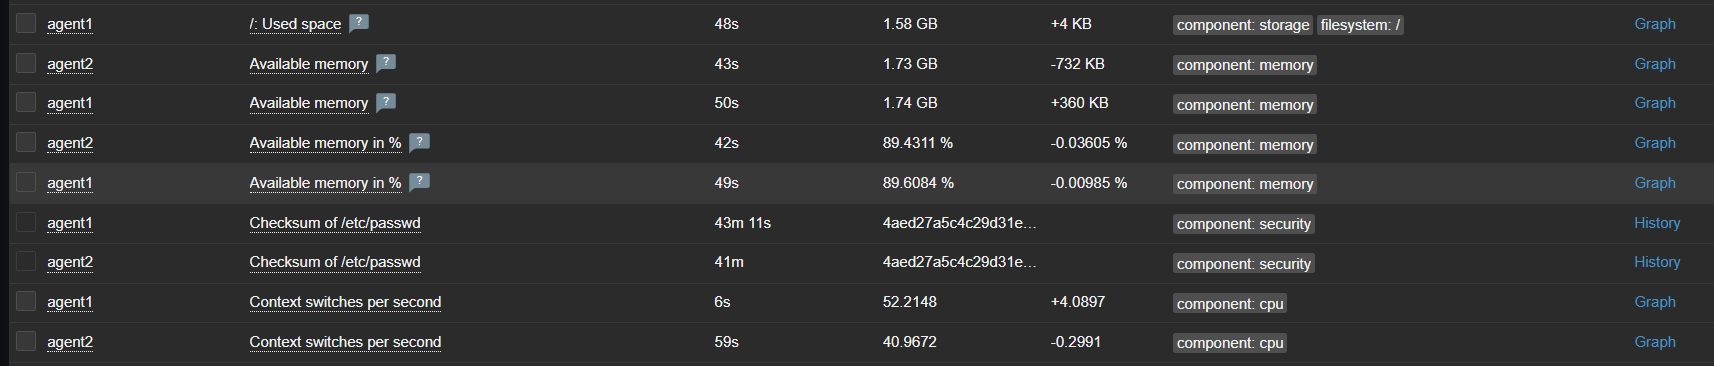 agent1 /: Used space ? 48s 1.58 GB +4 KB component: storage filesystem: / Graph
agent2 Available memory ? 43s 1.73 GB -732 KB component: memory Graph
agent1 Available memory ? 50s 1.74 GB +360 KB component: memory Graph
agent2 Available memory in % ? 42s 89.4311 % -0.03605 % component: memory Graph
agent1 Available memory in % ? 49s 89.6084 % -0.00985 % component: memory Graph
agent1 Checksum of /etc/passwd 43m 11s 4aed27a5c4c29d31e... component: security History
agent2 Checksum of /etc/passwd 41m 4aed27a5c4c29d31e... component: security History
agent1 Context switches per second 6s 52.2148 +4.0897 component: cpu Graph
agent2 Context switches per second 59s 40.9672 -0.2991 component: cpu Graph